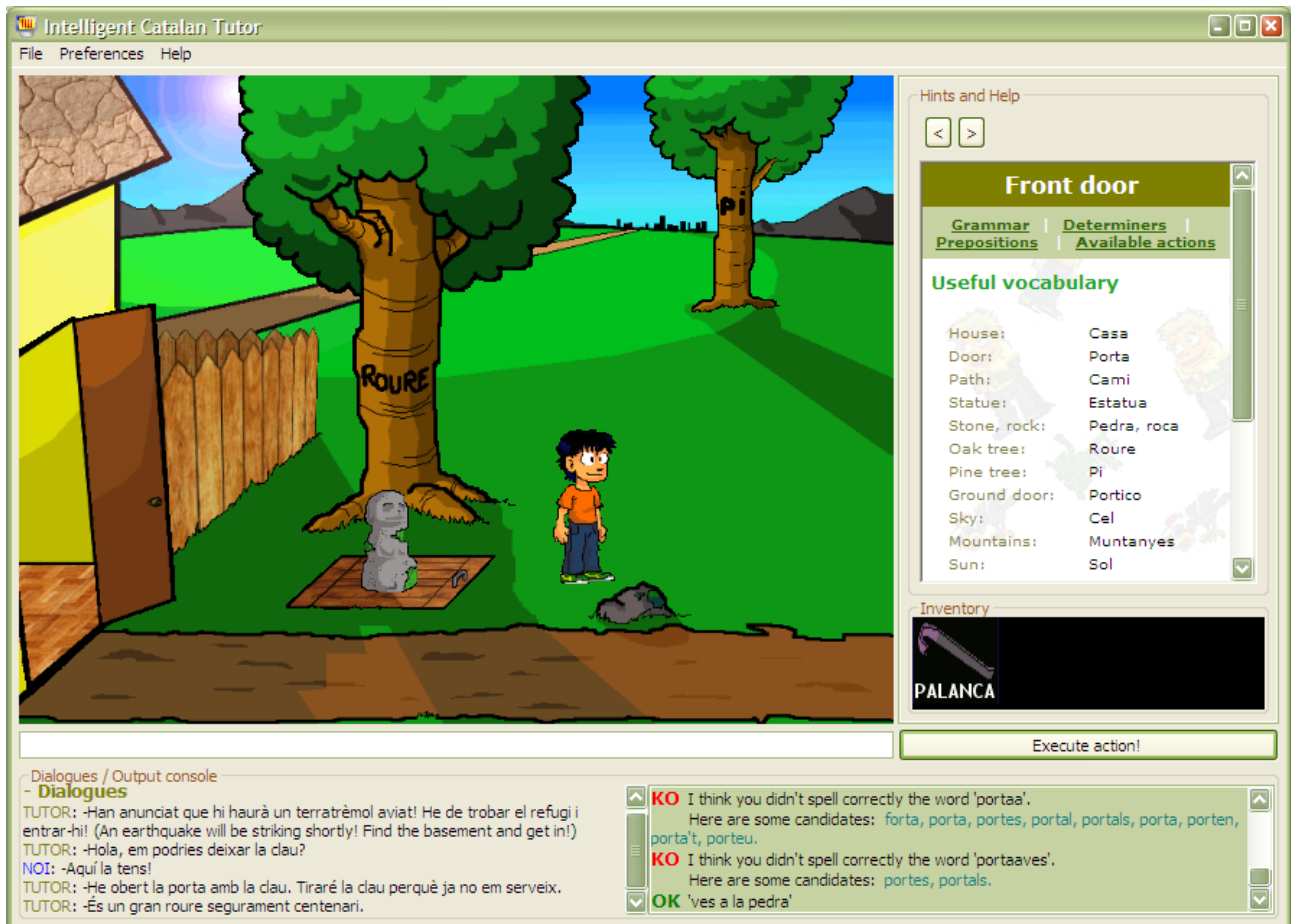 Intelligent Catalan Tutor
File Preferences Help
Pi
ROURE
Hints and Help
< >
Front door
Grammar | Determiners |
Prepositions | Available actions
Useful vocabulary
House: Casa
Door: Porta
Path: Cami
Statue: Estatua
Stone, rock: Pedra, roca
Oak tree: Roure
Pine tree: Pi
Ground door: Portico
Sky: Cel
Mountains: Muntanyes
Sun: Sol
Inventory
PALANCA
Execute action!
Dialogues / Output console
- Dialogues
TUTOR: -Han anunciat que hi haurà un terratrèmol aviat! He de trobar el refugi i
entrar-hi! (An earthquake will be striking shortly! Find the basement and get in!)
TUTOR: -Hola, em podries deixar la clau?
NOI: -Aquí la tens!
TUTOR: -He obert la porta amb la clau. Tiraré la clau perquè ja no em serveix.
TUTOR: -És un gran roure segurament centenari.
KO I think you didn't spell correctly the word 'portaa'.
Here are some candidates: forta, porta, portes, portal, portals, porta, porten,
porta't, porteu.
KO I think you didn't spell correctly the word 'portaaves'.
Here are some candidates: portes, portals.
OK 'ves a la pedra'